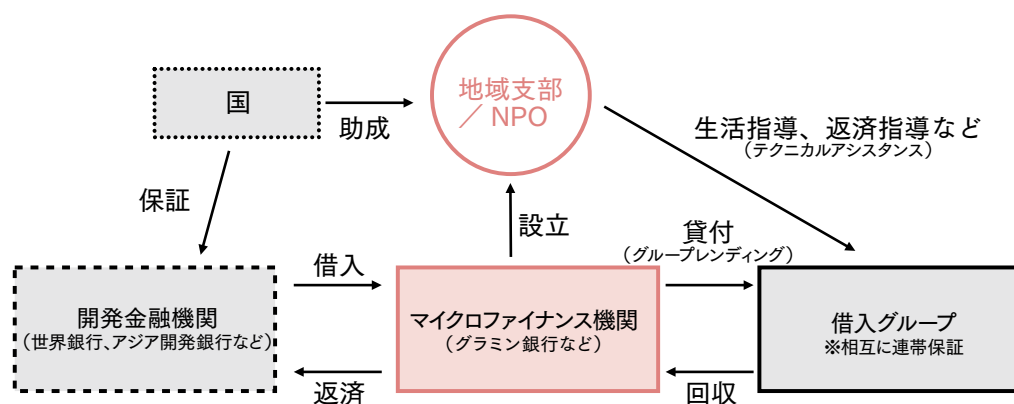 国
助成
地域支部
／ NPO
生活指導、返済指導など
（テクニカルアシスタンス）
保証
設立
貸付
（グループレンディング）
借入
開発金融機関
（世界銀行、アジア開発銀行など）
マイクロファイナンス機関
（グラミン銀行など）
借入グループ
※相互に連帯保証
返済
回収